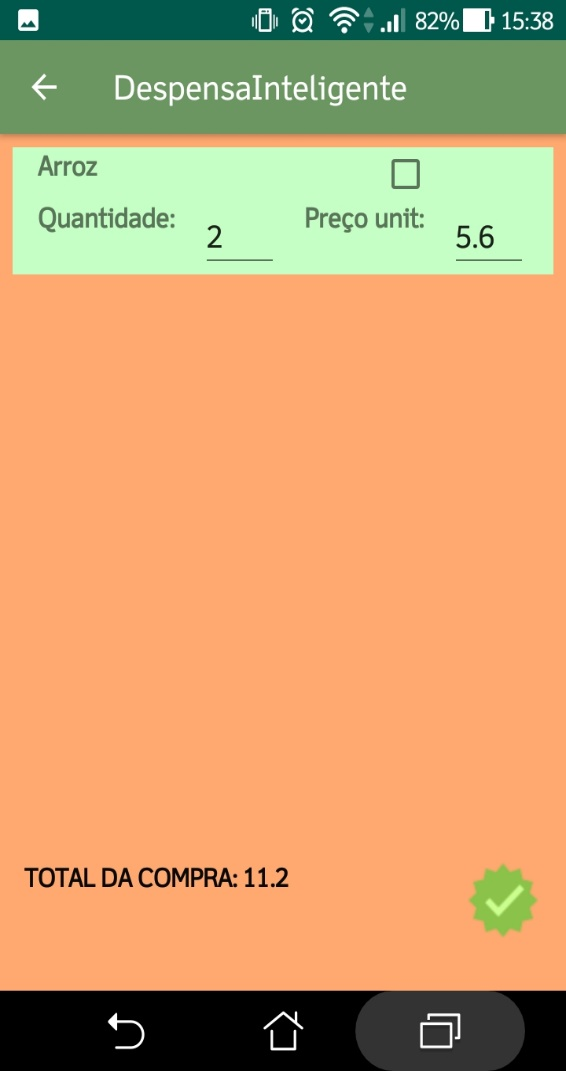 82% 15:38
DespensaInteligente
Arroz
Quantidade: 2 Preço unit: 5.6
TOTAL DA COMPRA: 11.2